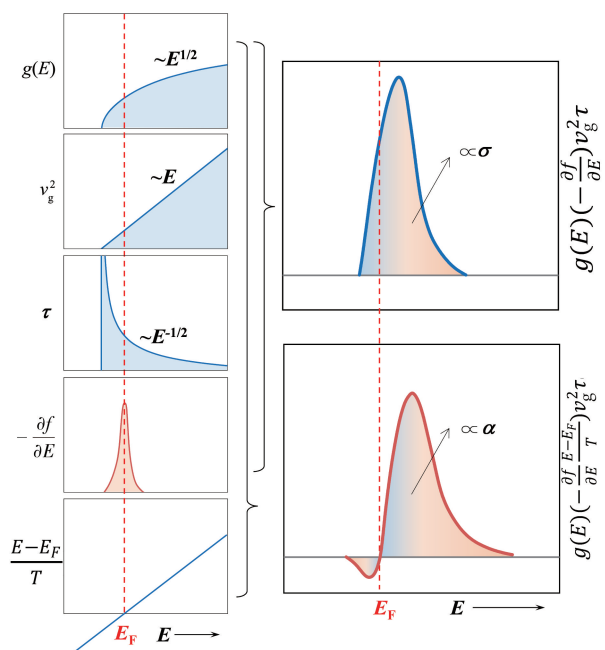 g(E)
~E^{1/2}
v_g^2
~E
τ
~E^{-1/2}
− ∂f/∂E
E−E_F/T
E_F E
∝σ
g(E)(−∂f/∂E)v_g^2τ
∝α
g(E)(−∂f/∂E E−E_F/T)v_g^2τ
E_F E